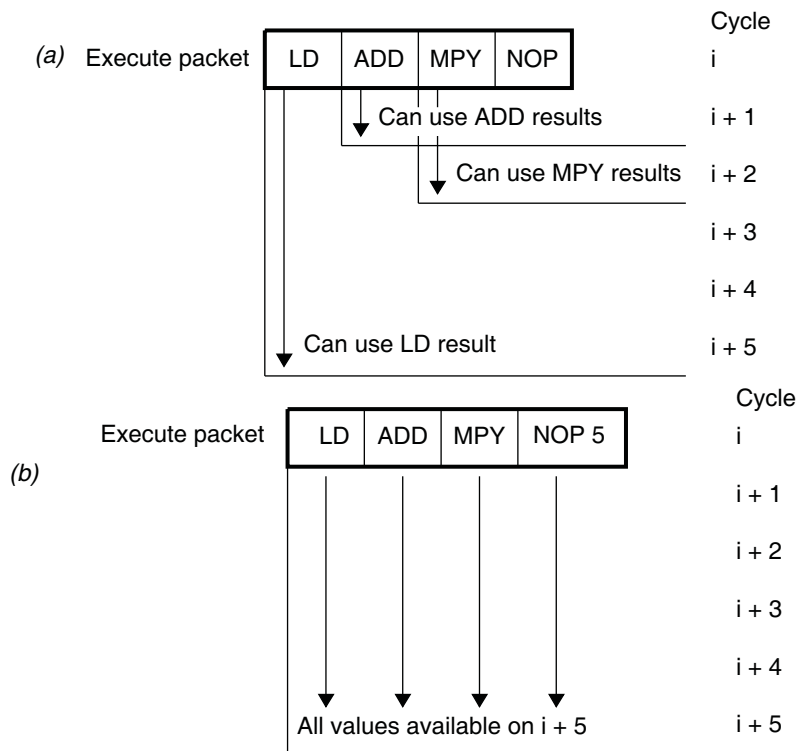 Cycle
(a) Execute packet LD ADD MPY NOP i
Can use ADD results i + 1
Can use MPY results i + 2
i + 3
i + 4
Can use LD result i + 5
Cycle
Execute packet LD ADD MPY NOP 5 i
(b)
i + 1
i + 2
i + 3
i + 4
All values available on i + 5 i + 5